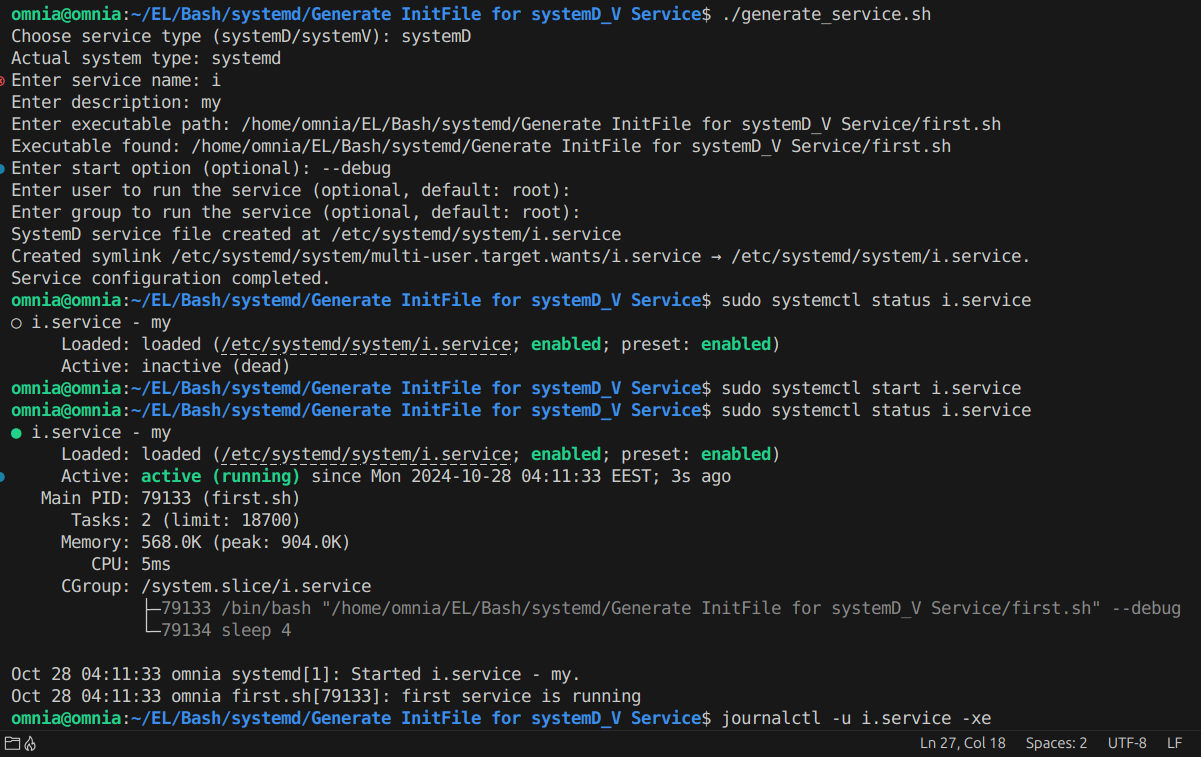 omnia@omnia:~/EL/Bash/systemd/Generate InitFile for systemD_V Service$ ./generate_service.sh
Choose service type (systemD/systemV): systemD
Actual system type: systemd
Enter service name: i
Enter description: my
Enter executable path: /home/omnia/EL/Bash/systemd/Generate InitFile for systemD_V Service/first.sh
Executable found: /home/omnia/EL/Bash/systemd/Generate InitFile for systemD_V Service/first.sh
Enter start option (optional): --debug
Enter user to run the service (optional, default: root):
Enter group to run the service (optional, default: root):
SystemD service file created at /etc/systemd/system/i.service
Created symlink /etc/systemd/system/multi-user.target.wants/i.service → /etc/systemd/system/i.service.
Service configuration completed.
omnia@omnia:~/EL/Bash/systemd/Generate InitFile for systemD_V Service$ sudo systemctl status i.service
○ i.service - my
     Loaded: loaded (/etc/systemd/system/i.service; enabled; preset: enabled)
     Active: inactive (dead)
omnia@omnia:~/EL/Bash/systemd/Generate InitFile for systemD_V Service$ sudo systemctl start i.service
omnia@omnia:~/EL/Bash/systemd/Generate InitFile for systemD_V Service$ sudo systemctl status i.service
● i.service - my
     Loaded: loaded (/etc/systemd/system/i.service; enabled; preset: enabled)
     Active: active (running) since Mon 2024-10-28 04:11:33 EEST; 3s ago
   Main PID: 79133 (first.sh)
      Tasks: 2 (limit: 18700)
     Memory: 568.0K (peak: 904.0K)
        CPU: 5ms
     CGroup: /system.slice/i.service
             ├─79133 /bin/bash "/home/omnia/EL/Bash/systemd/Generate InitFile for systemD_V Service/first.sh" --debug
             └─79134 sleep 4
Oct 28 04:11:33 omnia systemd[1]: Started i.service - my.
Oct 28 04:11:33 omnia first.sh[79133]: first service is running
omnia@omnia:~/EL/Bash/systemd/Generate InitFile for systemD_V Service$ journalctl -u i.service -xe
Ln 27, Col 18 Spaces: 2 UTF-8 LF